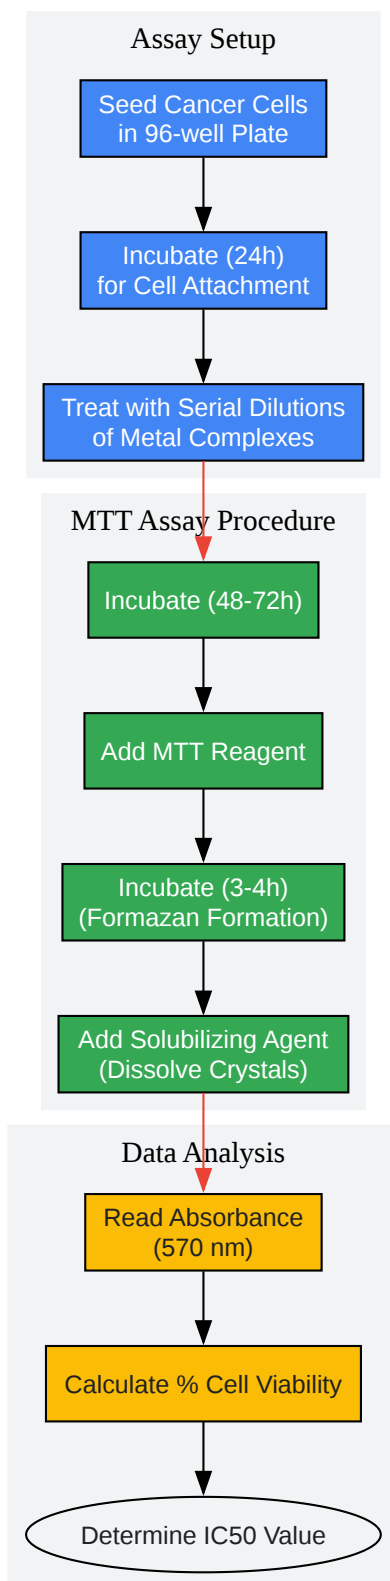 Assay Setup
Seed Cancer Cells
in 96-well Plate
Incubate (24h)
for Cell Attachment
Treat with Serial Dilutions
of Metal Complexes
MTT Assay Procedure
Incubate (48-72h)
Add MTT Reagent
Incubate (3-4h)
(Formazan Formation)
Add Solubilizing Agent
(Dissolve Crystals)
Data Analysis
Read Absorbance
(570 nm)
Calculate % Cell Viability
Determine IC50 Value